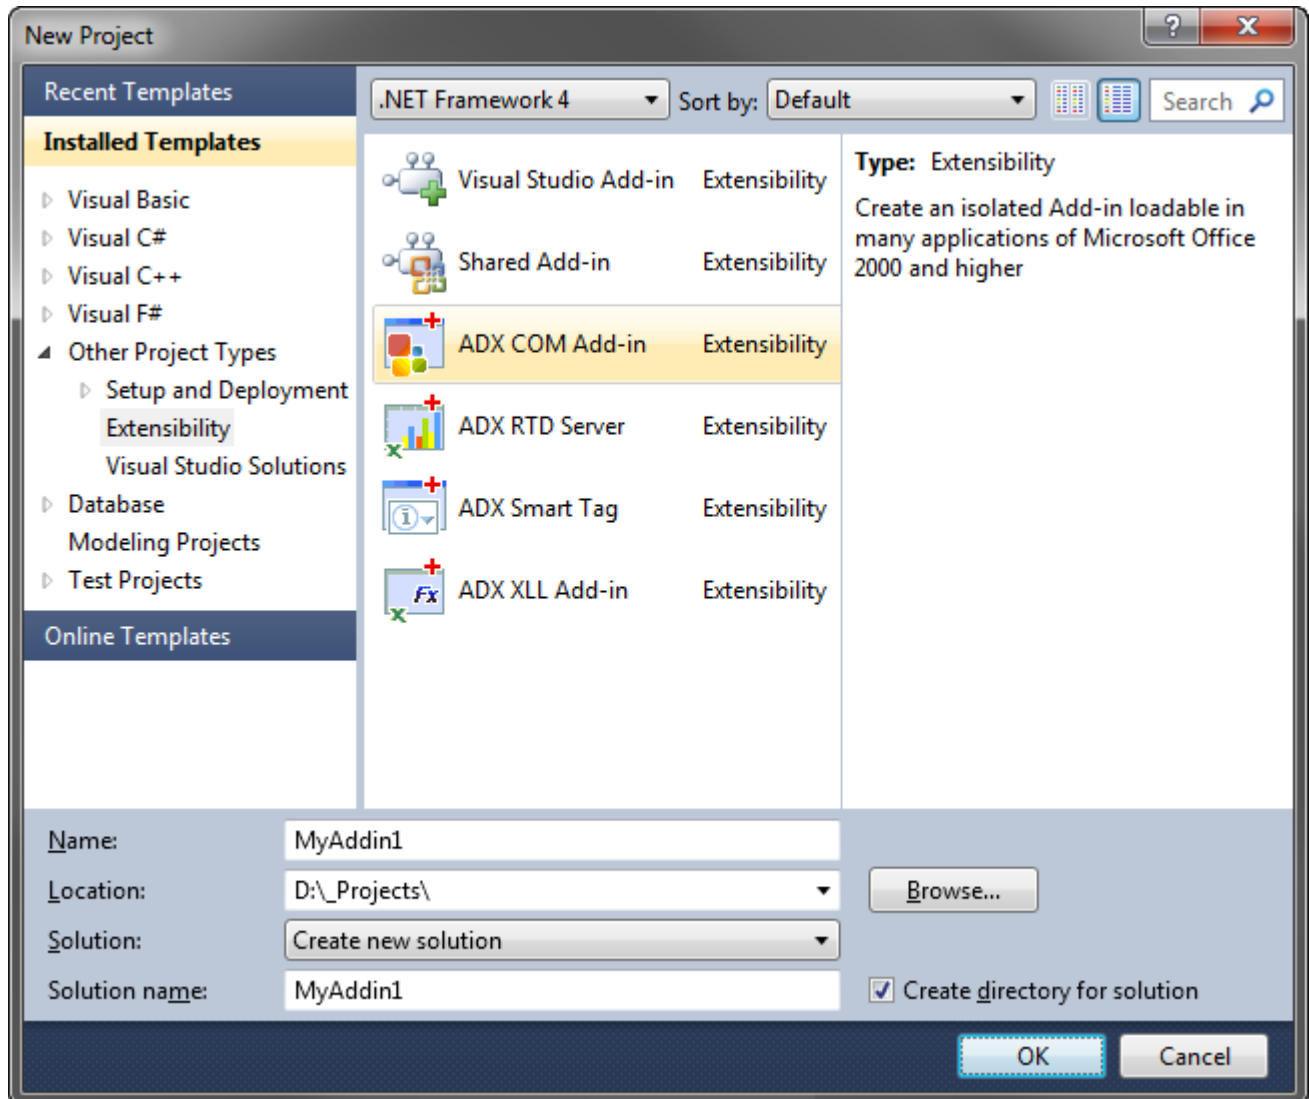 New Project
?
Recent Templates
Installed Templates
Visual Basic
Visual C#
Visual C++
Visual F#
Other Project Types
Setup and Deployment
Extensibility
Visual Studio Solutions
Database
Modeling Projects
Test Projects
Online Templates
.NET Framework 4 Sort by: Default Search
Visual Studio Add-in Extensibility
Shared Add-in Extensibility
ADX COM Add-in Extensibility
ADX RTD Server Extensibility
ADX Smart Tag Extensibility
Fx ADX XLL Add-in Extensibility
Type: Extensibility
Create an isolated Add-in loadable in
many applications of Microsoft Office
2000 and higher
Name: MyAddin1
Location: D:\_Projects\ Browse...
Solution: Create new solution
Solution name: MyAddin1 Create directory for solution
OK Cancel